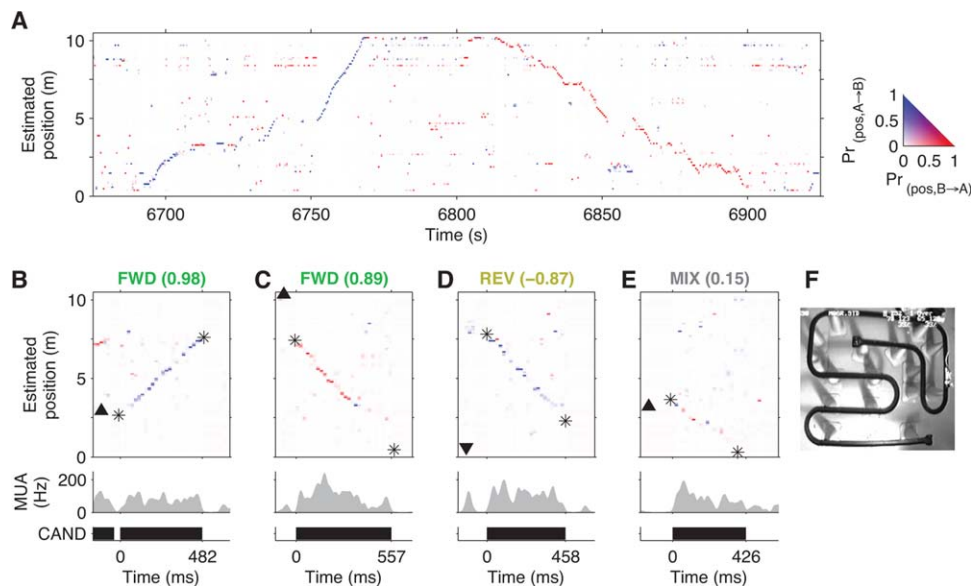 A
Estimated position (m)
10
5
0
6700
6750
6800
6850
6900
Time (s)
Pr (pos,A→B)
1
0.5
0
0 0.5 1
Pr (pos,B→A)
B
FWD (0.98)
C
FWD (0.89)
D
REV (−0.87)
E
MIX (0.15)
F
Estimated position (m)
10
5
0
MUA (Hz)
200
0
CAND
0 482
Time (ms)
0 557
Time (ms)
0 458
Time (ms)
0 426
Time (ms)